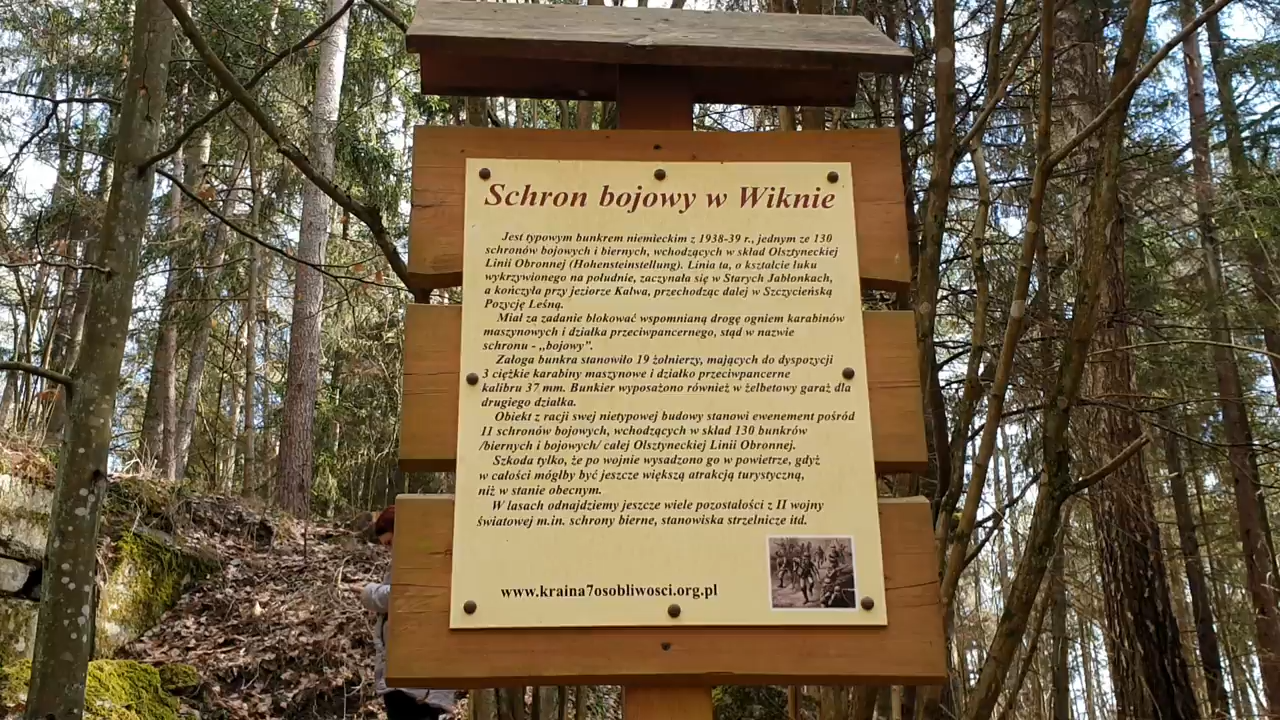 Schron bojowy w Wiknie
Jest typowym bunkrem niemieckim z 1938-39 r., jednym ze 130
schronów bojowych i biernych, wchodzących w skład Olsztyneckiej
Linii Obronnej (Hohensteinstellung). Linia ta, o kształcie łuku
wykrzywionego na południe, zaczynała się w Starych Jabłonkach,
a kończyła przy jeziorze Kalwa, przechodząc dalej w Szczycieńską
Pozycję Leśną.
Miał za zadanie blokować wspomnianą drogę ogniem karabinów
maszynowych i działka przeciwpancernego, stąd w nazwie
schronu - „bojowy”.
Załoga bunkra stanowiło 19 żołnierzy, mających do dyspozycji
3 ciężkie karabiny maszynowe i działko przeciwpancerne
kalibru 37 mm. Bunkier wyposażono również w żelbetowy garaż dla
drugiego działka.
Obiekt z racji swej nietypowej budowy stanowi ewenement pośród
11 schronów bojowych, wchodzących w skład 130 bunkrów
/biernych i bojowych/ całej Olsztyneckiej Linii Obronnej.
Szkoda tylko, że po wojnie wysadzono go w powietrze, gdyż
w całości mógłby być jeszcze większą atrakcją turystyczną,
niż w stanie obecnym.
W lasach odnajdziemy jeszcze wiele pozostałości z II wojny
światowej m.in. schrony bierne, stanowiska strzelnicze itd.
www.kraina7osobliwosci.org.pl